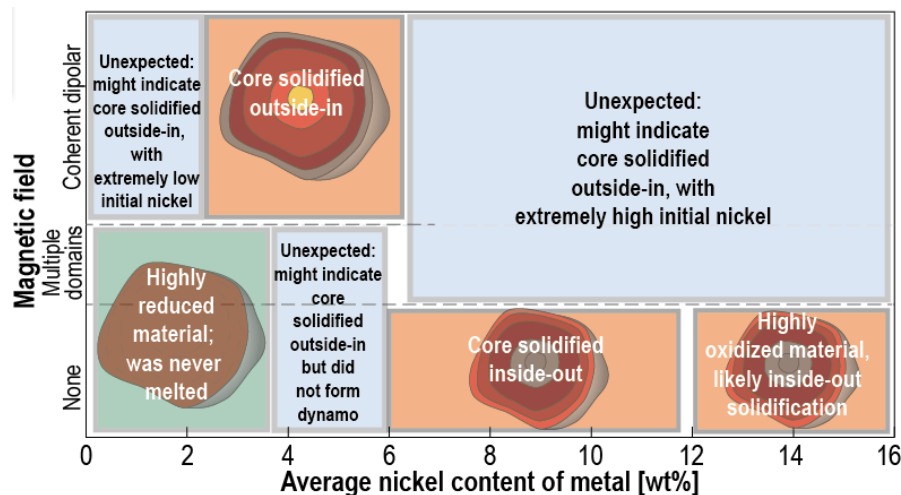 Unexpected:
might indicate
core solidified
outside-in,
with
extremely low
initial nickel
Core solidified
outside-in
Unexpected:
might indicate
core solidified
outside-in, with
extremely high initial nickel
Highly
reduced
material;
was never
melted
Unexpected:
might indicate
core
solidified
outside-in
but did
not form
dynamo
Core solidified
inside-out
Highly
oxidized material,
likely inside-out
solidification
Magnetic field
Coherent dipolar
Multiple
domains
None
0 2 4 6 8 10 12 14 16
Average nickel content of metal [wt%]